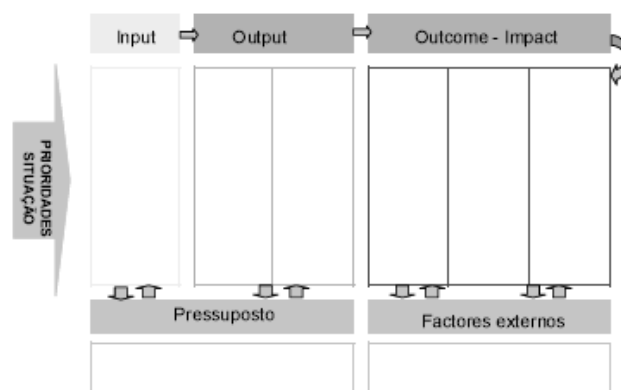 Input
Output
Outcome - Impact
PRIORIDADES
SITUAÇÃO
Pressuposto
Factores externos